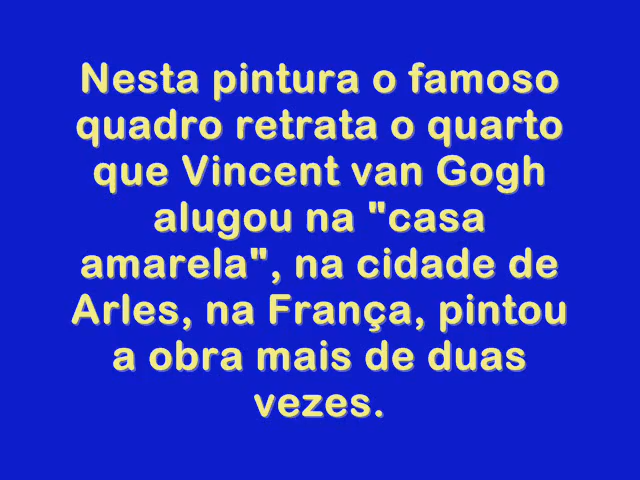 Nesta pintura o famoso
quadro retrata o quarto
que Vincent van Gogh
alugou na "casa
amarela", na cidade de
Arles, na França, pintou
a obra mais de duas
vezes.